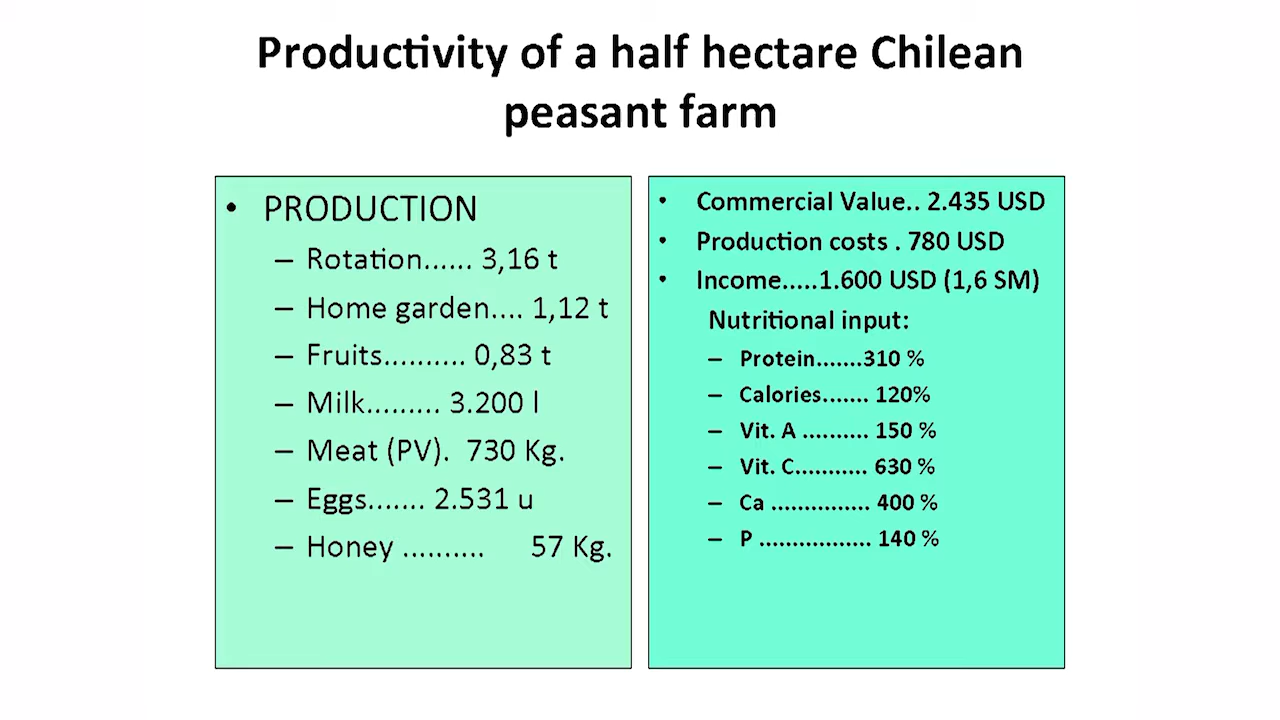 Productivity of a half hectare Chilean
peasant farm
• PRODUCTION
– Rotation...... 3,16 t
– Home garden.... 1,12 t
– Fruits.......... 0,83 t
– Milk......... 3.200 l
– Meat (PV). 730 Kg.
– Eggs....... 2.531 u
– Honey .......... 57 Kg.
• Commercial Value.. 2.435 USD
• Production costs . 780 USD
• Income.....1.600 USD (1,6 SM)
Nutritional input:
– Protein.......310 %
– Calories....... 120%
– Vit. A .......... 150 %
– Vit. C........... 630 %
– Ca ............... 400 %
– P ................. 140 %